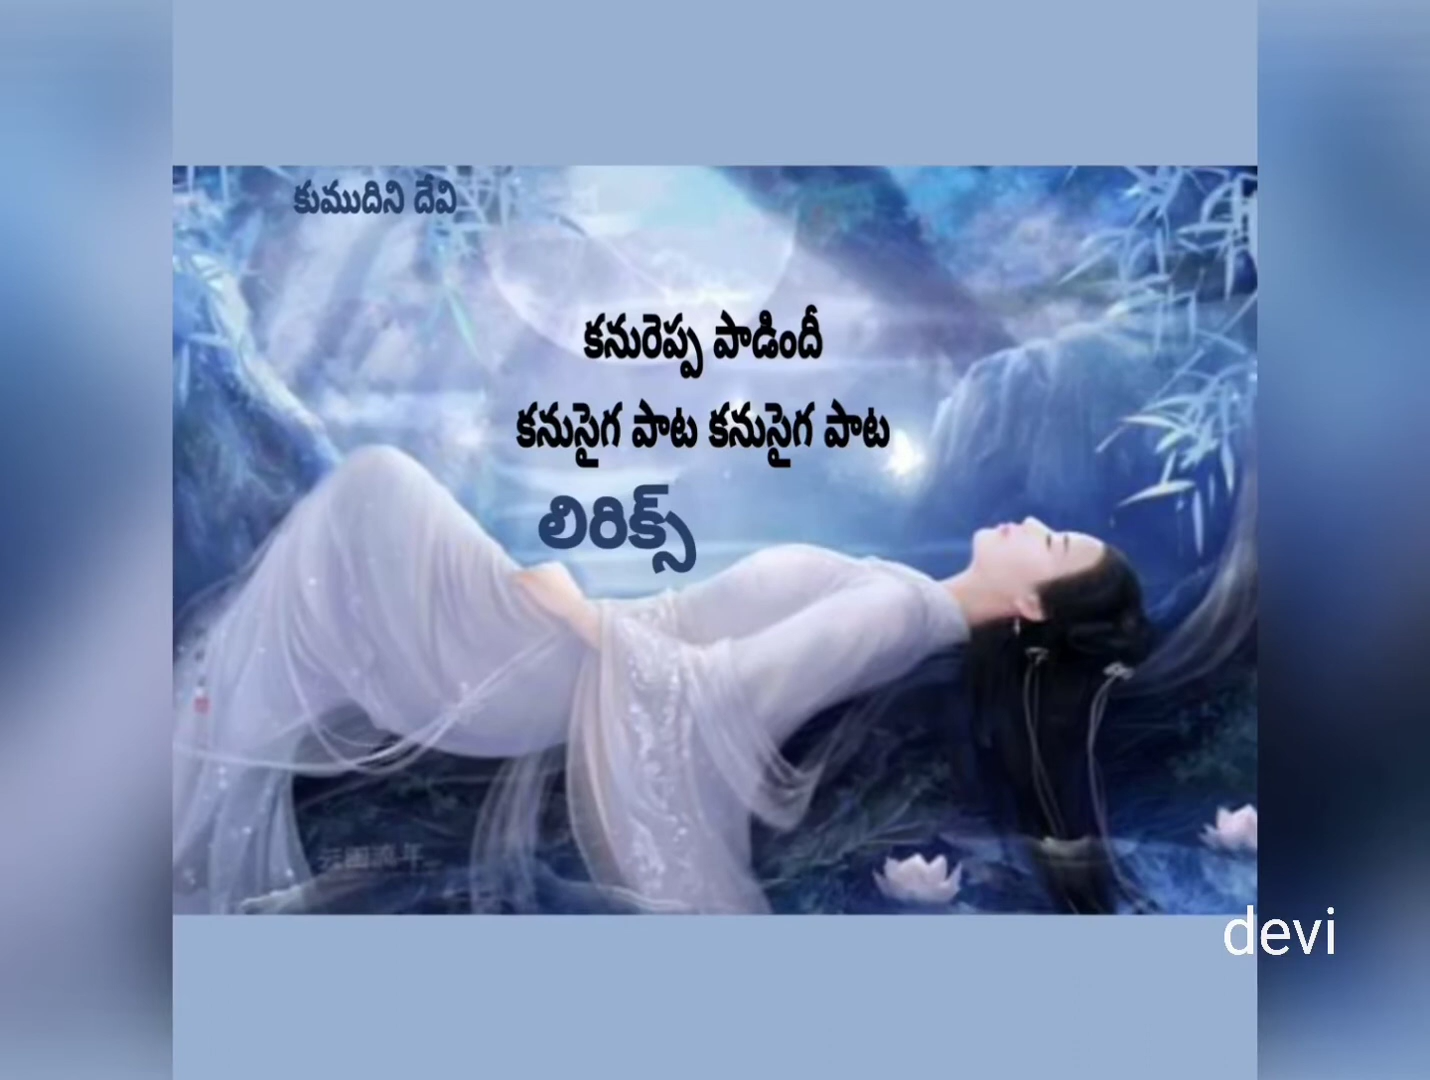 కుముదిని దేవి
కనురెప్ప పాడిందీ
కనుసైగ పాట కనుసైగ పాట
లిరిక్స్
devi